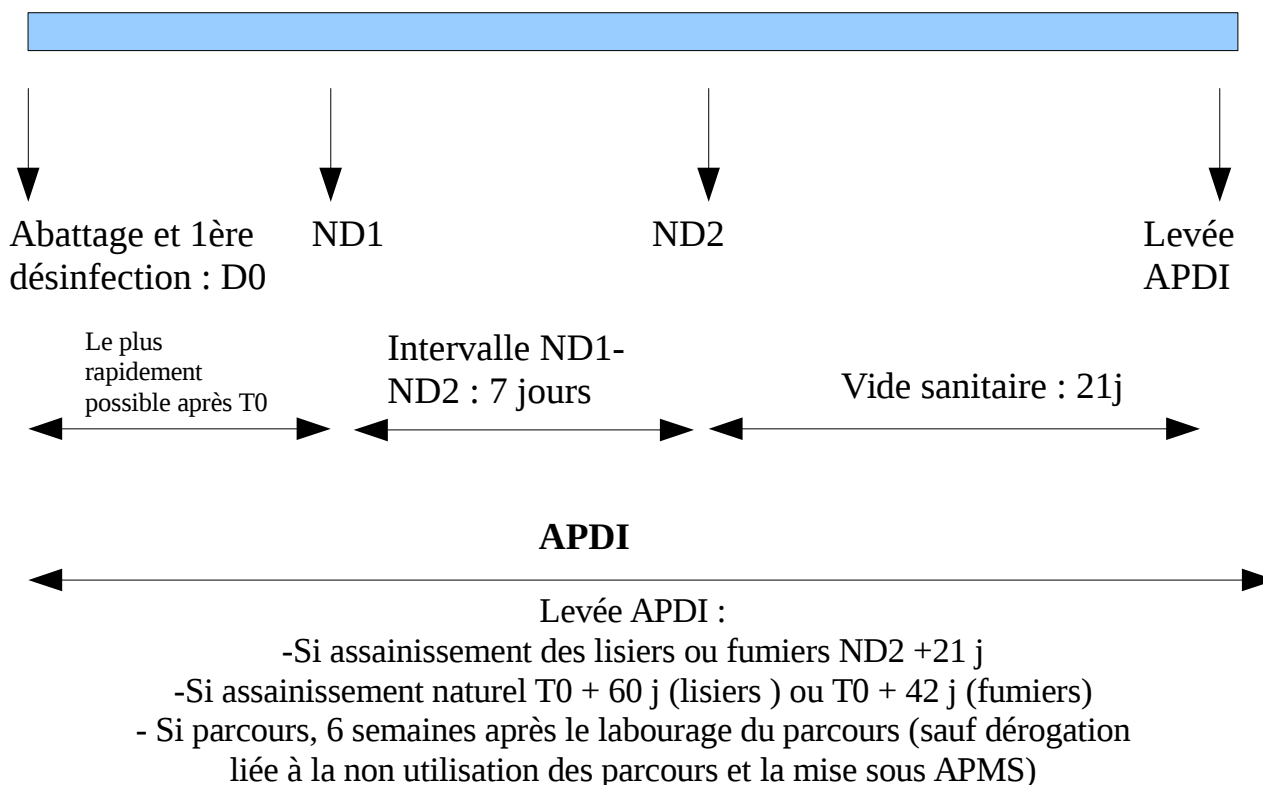 Abattage et 1ère
désinfection : D0
ND1
ND2
Levée
APDI
Le plus
rapidement
possible après T0
Intervalle ND1-
ND2 : 7 jours
Vide sanitaire : 21j
APDI
Levée APDI :
-Si assainissement des lisiers ou fumiers ND2 +21 j
-Si assainissement naturel T0 + 60 j (lisiers ) ou T0 + 42 j (fumiers)
- Si parcours, 6 semaines après le labourage du parcours (sauf dérogation
liée à la non utilisation des parcours et la mise sous APMS)